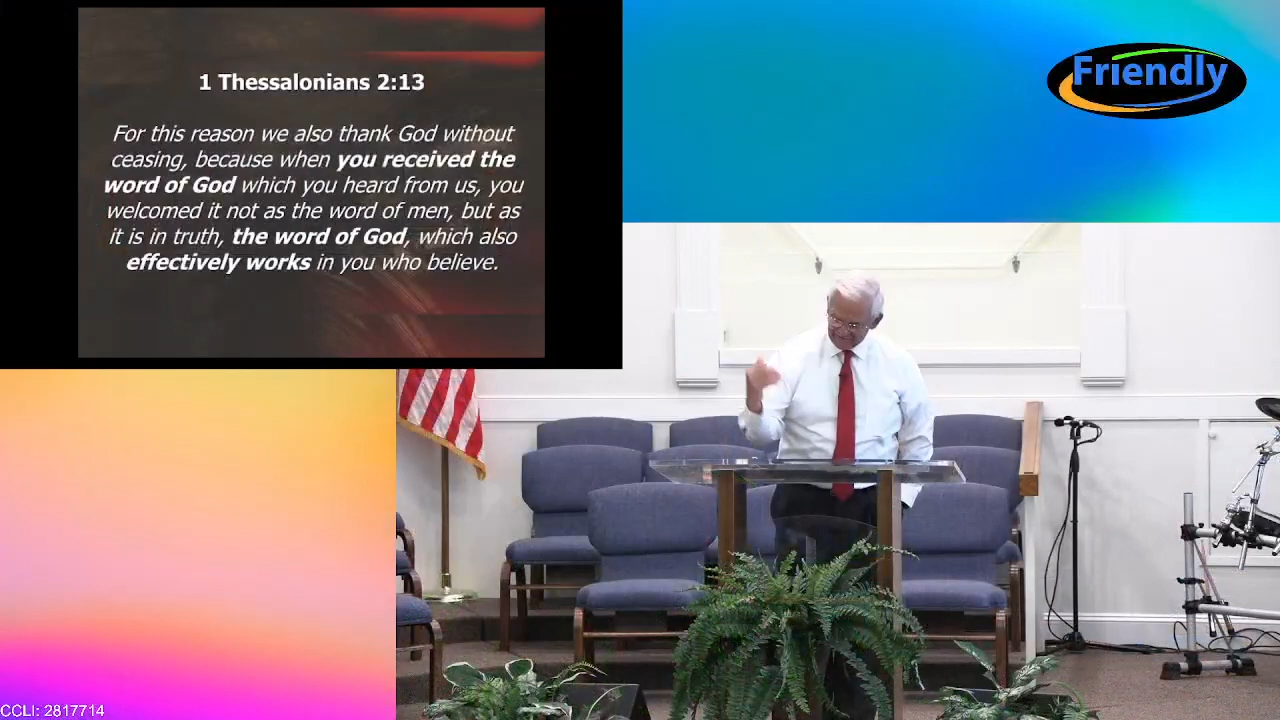 1 Thessalonians 2:13
For this reason we also thank God without
ceasing, because when you received the
word of God which you heard from us, you
welcomed it not as the word of men, but as
it is in truth, the word of God, which also
effectively works in you who believe.
Friendly
CCLI: 2817714